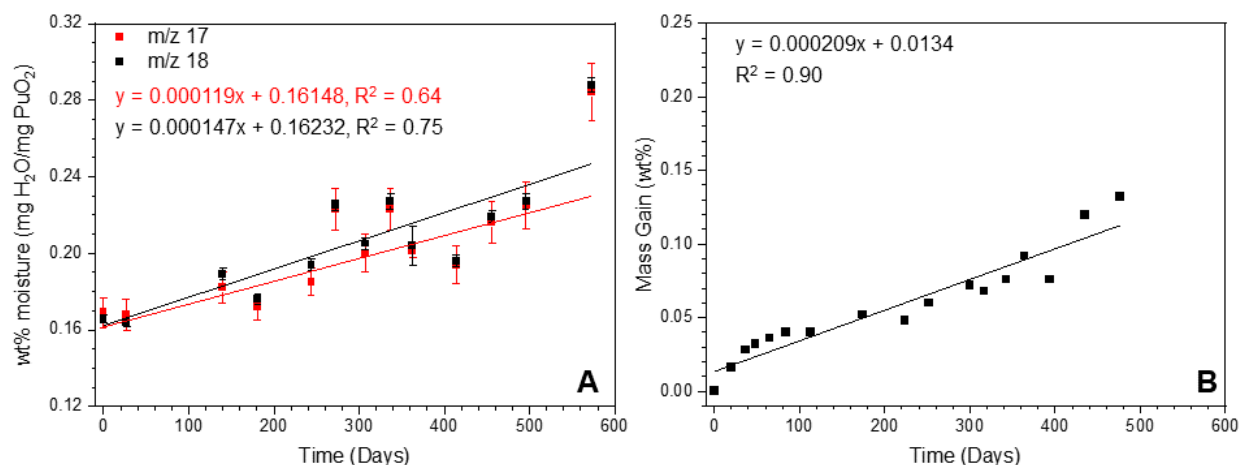 0.32
0.28
0.24
0.20
0.16
0.12
wt% moisture (mg H₂O/mg PuO₂)
m/z 17
m/z 18
y = 0.000119x + 0.16148, R² = 0.64
y = 0.000147x + 0.16232, R² = 0.75
A
0 100 200 300 400 500 600
Time (Days)
0.25
0.20
0.15
0.10
0.05
0.00
Mass Gain (wt%)
y = 0.000209x + 0.0134
R² = 0.90
B
0 100 200 300 400 500 600
Time (Days)